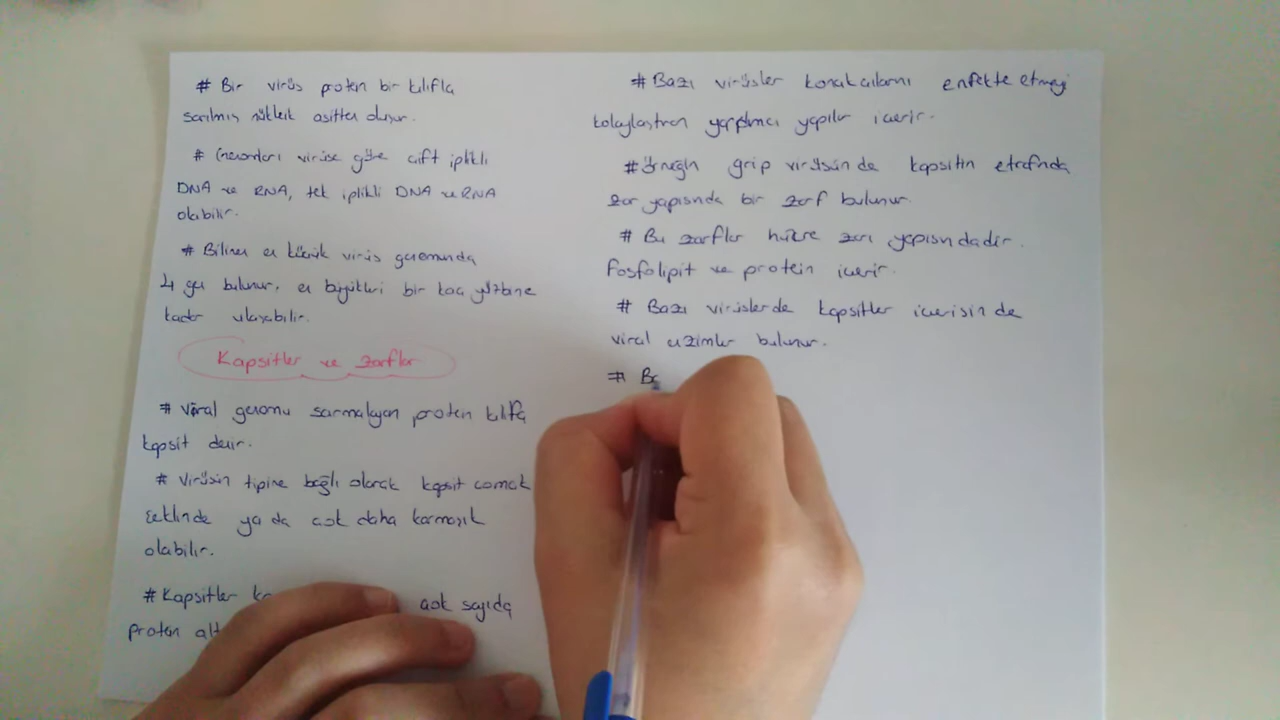 # Bir virüs protein bir kılıfla
sarılmış nükleik asitten oluşur.
# Genomları virüse göre çift iplikli
DNA ve RNA, tek iplikli DNA ve RNA
olabilir.
# Bilinen en küçük virüs genomunda
4 gen bulunur, en büyükleri bir kaç yüzbine
kadar ulaşabilir.
Kapsitler ve zarflar
# Viral genomu sarmalayan protein kılıfa
kapsit denir.
# Virüsün tipine bağlı olarak kapsit çomak
şeklinde ya da çok daha karmaşık
olabilir.
# Kapsitler çok sayıda
protein alt
# Bazı virüsler konakçılarını enfekte etmeyi
kolaylaştıran yardımcı yapılar içerir.
# Örneğin grip virüsünde kapsitin etrafında
zar yapısında bir zarf bulunur.
# Bu zarflar hücre zarı yapısındadır.
Fosfolipit ve protein içerir.
# Bazı virüslerde kapsitler içerisinde
viral enzimler bulunur.
#